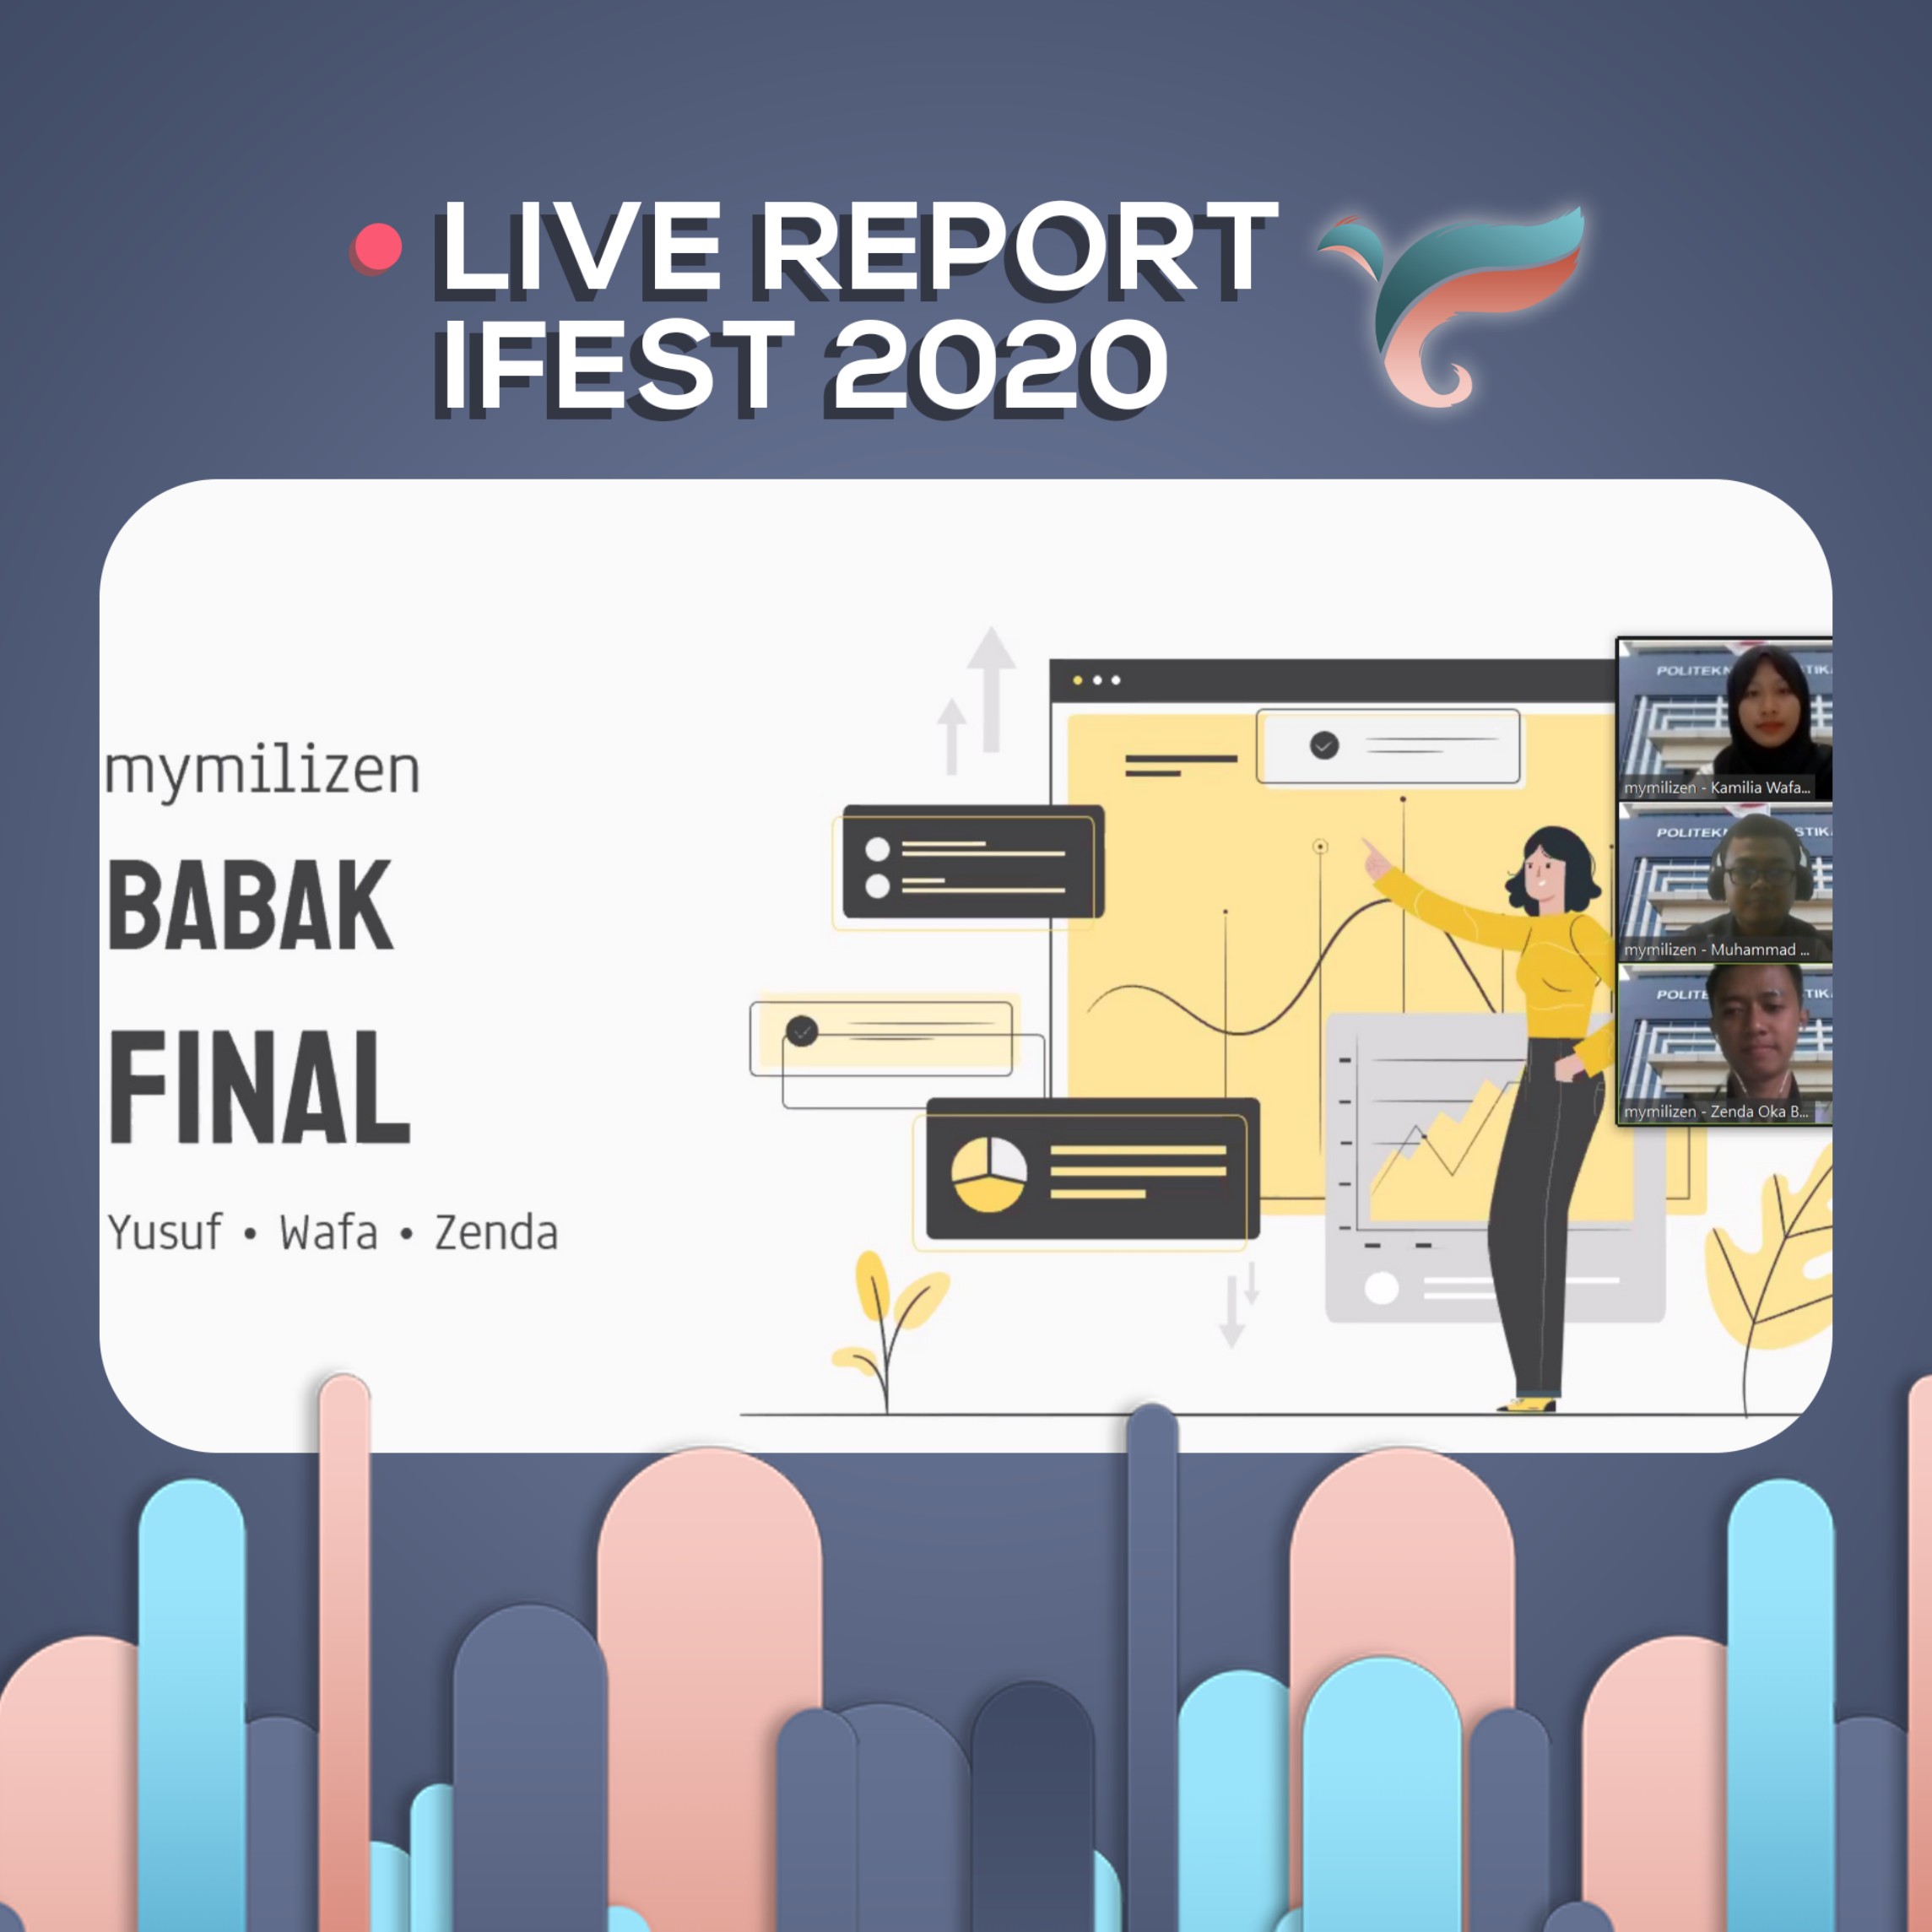 LIVE REPORT
IFEST 2020
mymilizen
BABAK
FINAL
Yusuf • Wafa • Zenda
mymilizen - Kamilia Wafa...
mymilizen - Muhammad ...
mymilizen - Zenda Oka B...